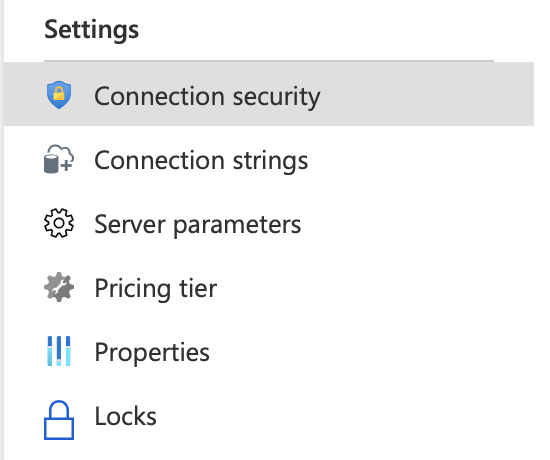 Settings
Connection security
Connection strings
Server parameters
Pricing tier
Properties
Locks